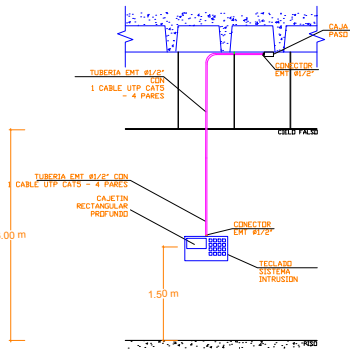 CAJA
PASO
CONECTOR
EMT Ø1/2"
TUBERIA EMT Ø1/2"
CON
1 CABLE UTP CAT5
- 4 PARES
CIELO FALSO
TUBERIA EMT Ø1/2" CON
1 CABLE UTP CAT5 - 4 PARES
CAJETIN
RECTANGULAR
PROFUNDO
CONECTOR
EMT Ø1/2"
.00 m
TECLADO
SISTEMA
INTRUSION
1.50 m
PISO